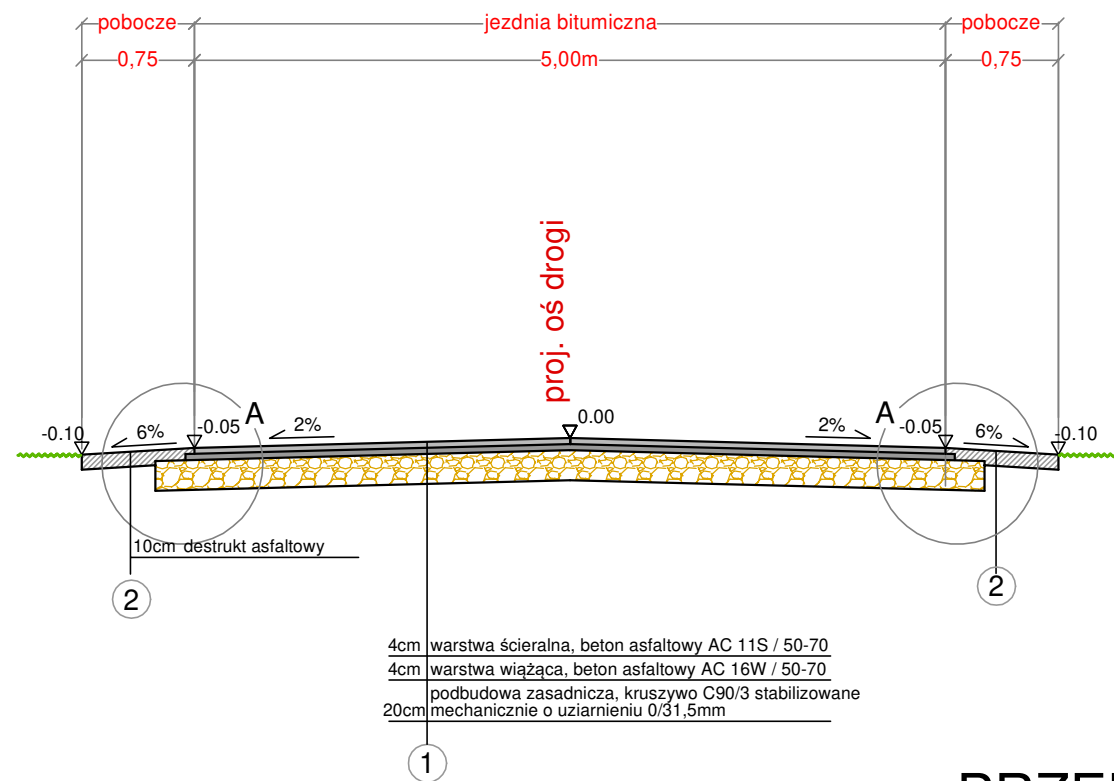 pobocze jezdnia bitumiczna pobocze
0,75 5,00m 0,75
proj. oś drogi
-0.10 6% -0.05 A 2% 0.00 2% A -0.05 6% -0.10
10cm destrukt asfaltowy
2 2
4cm warstwa ścieralna, beton asfaltowy AC 11S / 50-70
4cm warstwa wiążąca, beton asfaltowy AC 16W / 50-70
podbudowa zasadnicza, kruszywo C90/3 stabilizowane
20cm mechanicznie o uziarnieniu 0/31,5mm
1